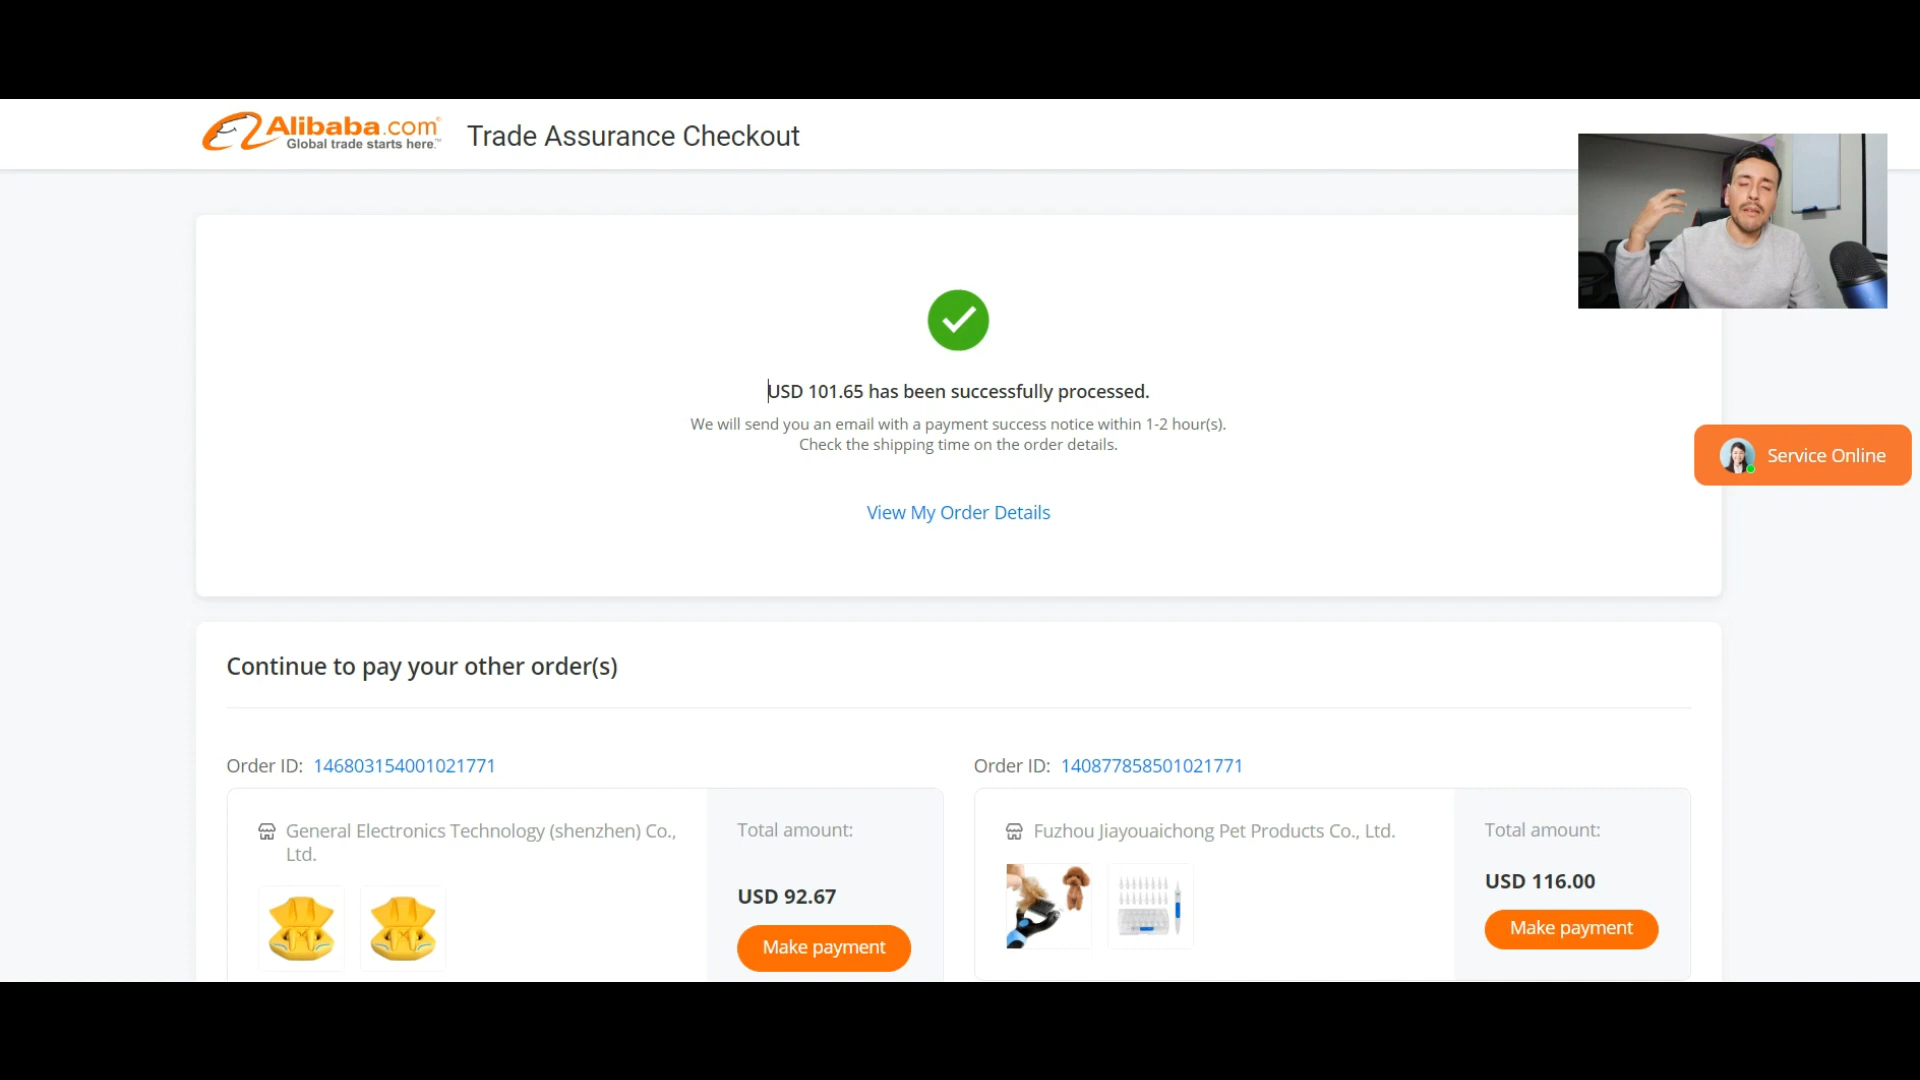 Alibaba.com
Global trade starts here.™
Trade Assurance Checkout
USD 101.65 has been successfully processed.
We will send you an email with a payment success notice within 1-2 hour(s).
Check the shipping time on the order details.
Service Online
View My Order Details
Continue to pay your other order(s)
Order ID: 146803154001021771
General Electronics Technology (shenzhen) Co.,
Ltd.
Total amount:
USD 92.67
Make payment
Order ID: 140877858501021771
Fuzhou Jiayouaichong Pet Products Co., Ltd.
Total amount:
USD 116.00
Make payment